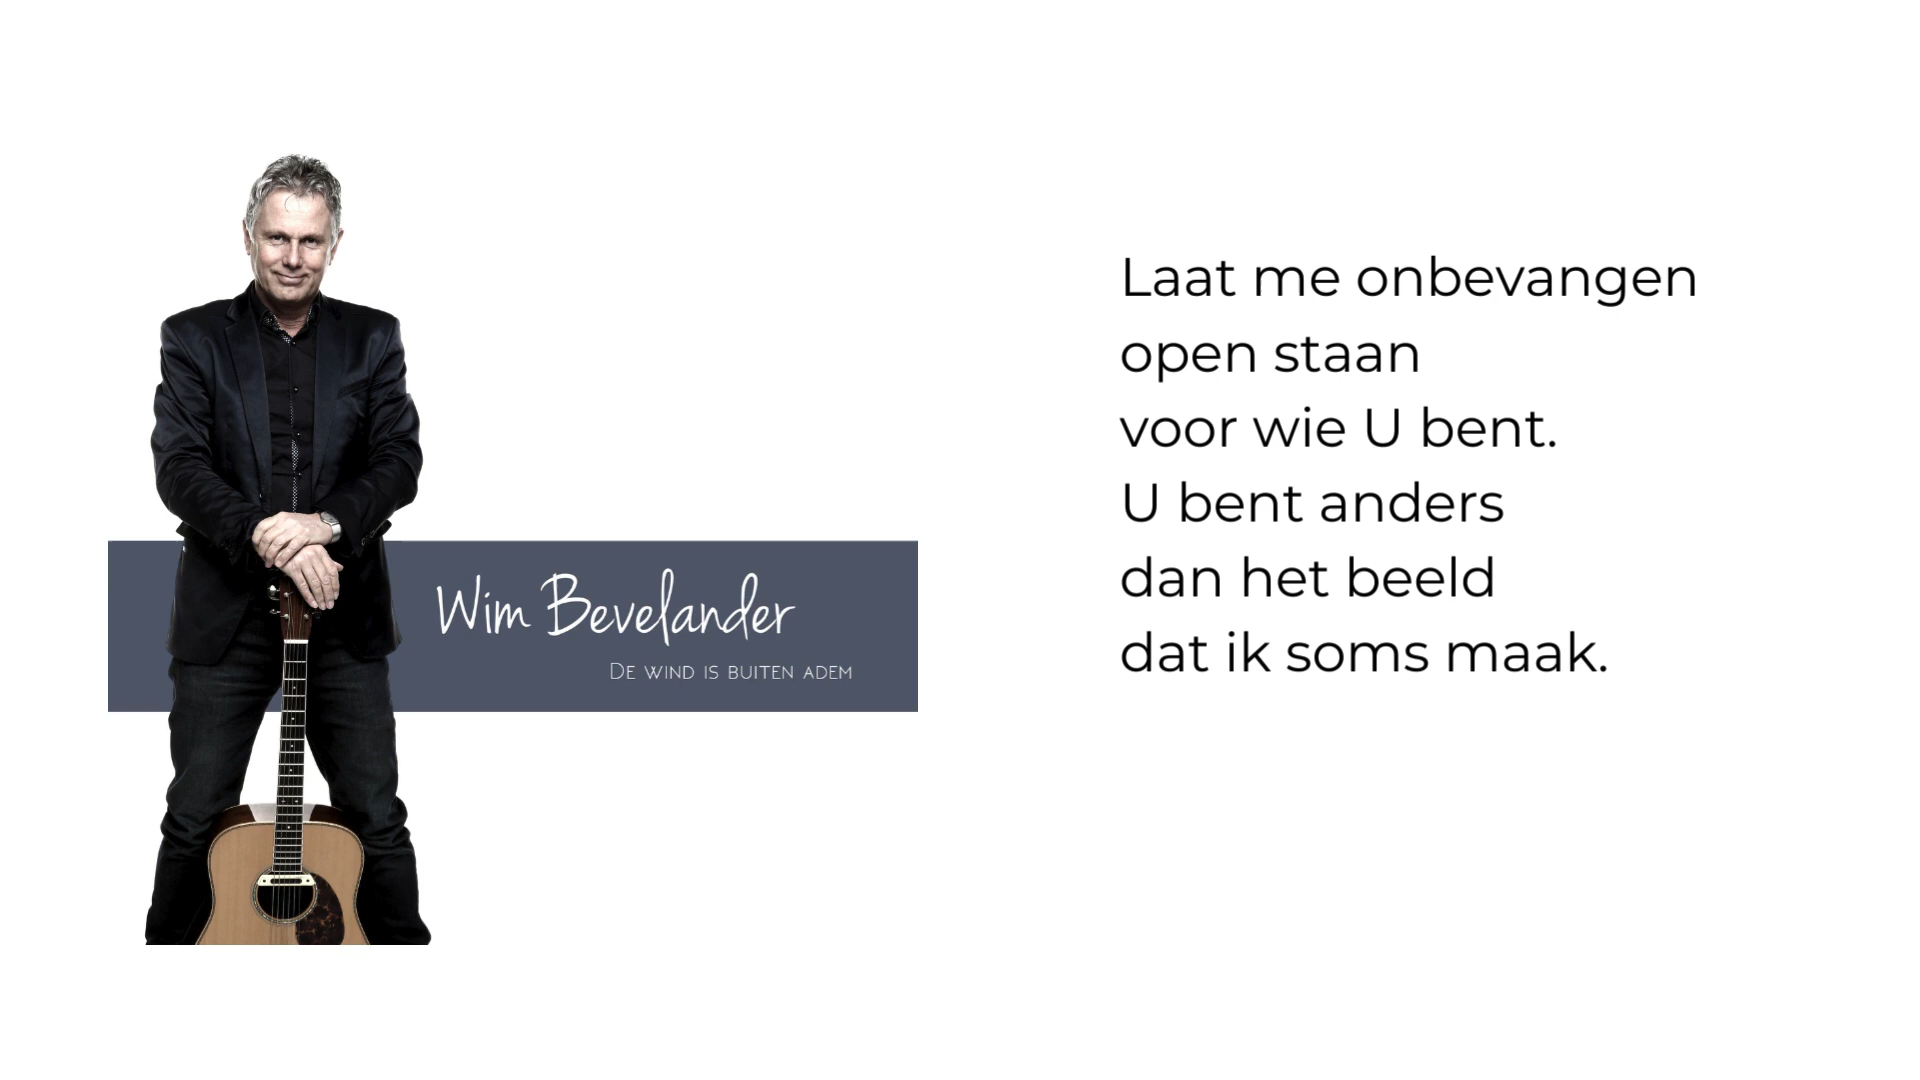 Wim Bevelander
De wind is buiten adem
Laat me onbevangen
open staan
voor wie U bent.
U bent anders
dan het beeld
dat ik soms maak.